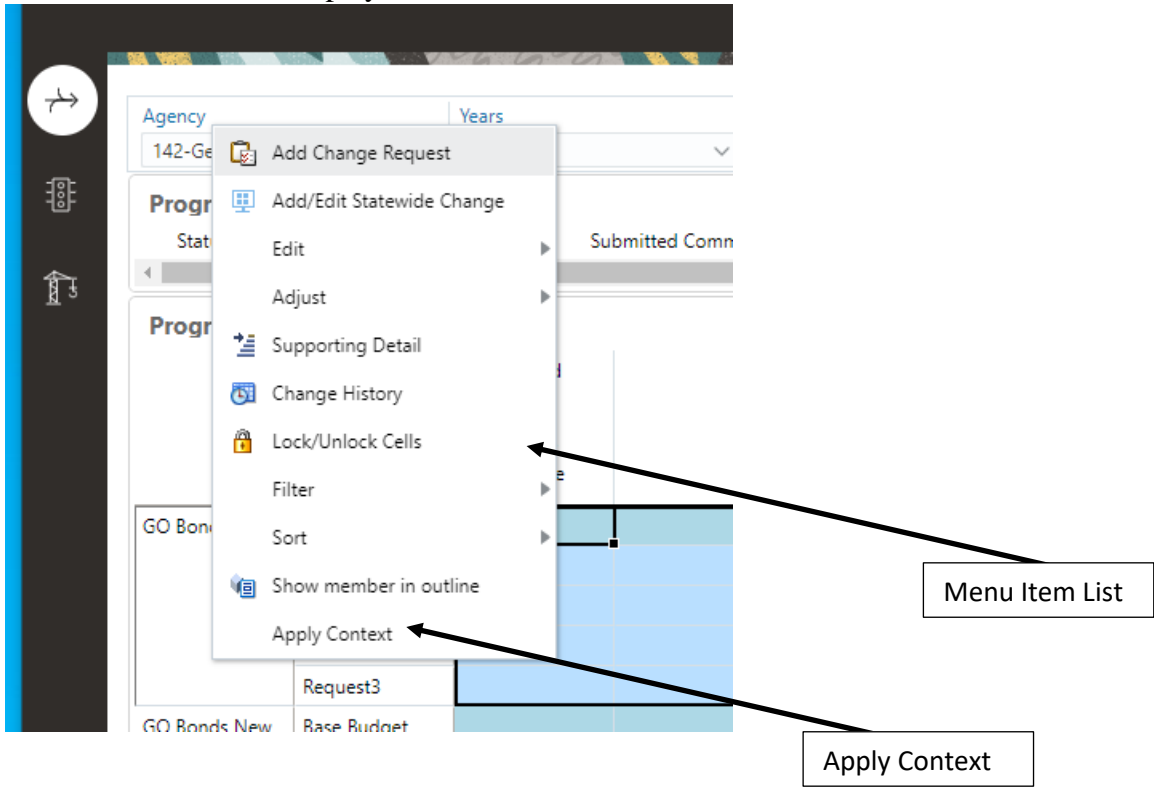 Agency Years
142-Ge
Add Change Request
Progr
Add/Edit Statewide Change
Stat
Submitted Comm
Edit
Adjust
Progr
Supporting Detail
Change History
Lock/Unlock Cells
Filter
GO Bon
Sort
Show member in outline
Menu Item List
Apply Context
Request3
GO Bonds New Base Budget
Apply Context